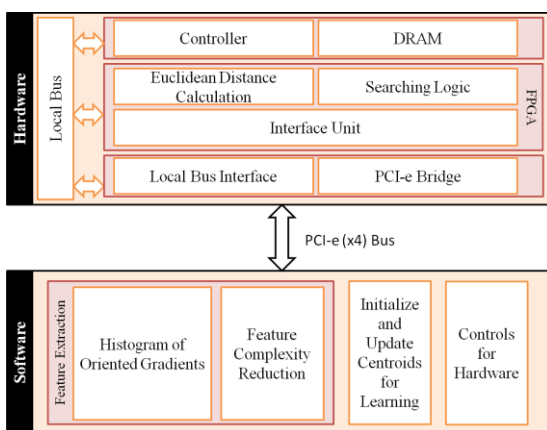 Hardware
Local Bus
Controller
DRAM
Euclidean Distance
Calculation
Searching Logic
Interface Unit
FPGA
Local Bus Interface
PCI-e Bridge
PCI-e (x4) Bus
Software
Feature Extraction
Histogram of
Oriented Gradients
Feature
Complexity
Reduction
Initialize
and
Update
Centroids
for
Learning
Controls
for
Hardware